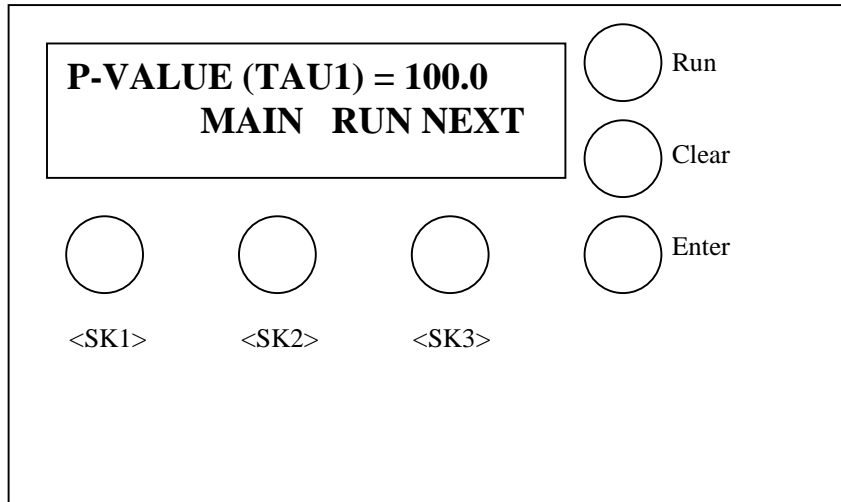 P-VALUE (TAU1) = 100.0
MAIN RUN NEXT
Run
Clear
Enter
<SK1> <SK2> <SK3>